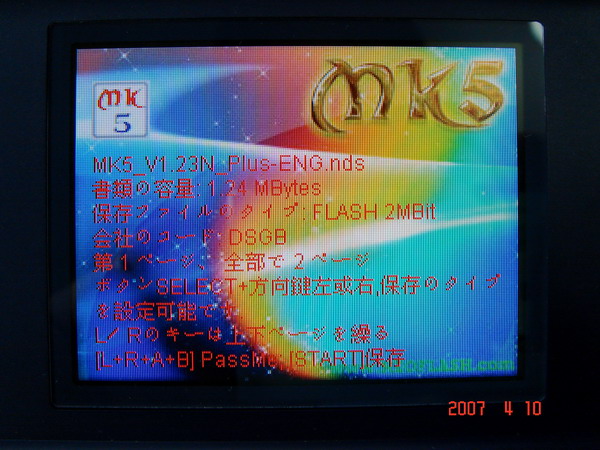 MK5
MK
5
MK5_V1.23N_Plus-ENG.nds
書類の容量: 1.24 MBytes
保存ファイルのタイプ: FLASH 2MBit
会社のコード: DSGB
第1ページ、 全部で 2 ページ
ボタンSELECT+方向鍵左或右,保存のタイプ
を設定可能です
L/ Rのキーは上下ページを繰る
[L+R+A+B] PassMe: [START]保存
FLASH.com
2007 4 10